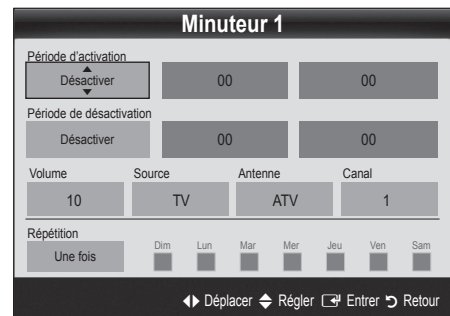 Minuteur 1
Période d'activation
Désactiver 00 00
Période de désactivation
Désactiver 00 00
Volume Source Antenne Canal
10 TV ATV 1
Répétition
Une fois Dim Lun Mar Mer Jeu Ven Sam
Déplacer Régler Entrer Retour